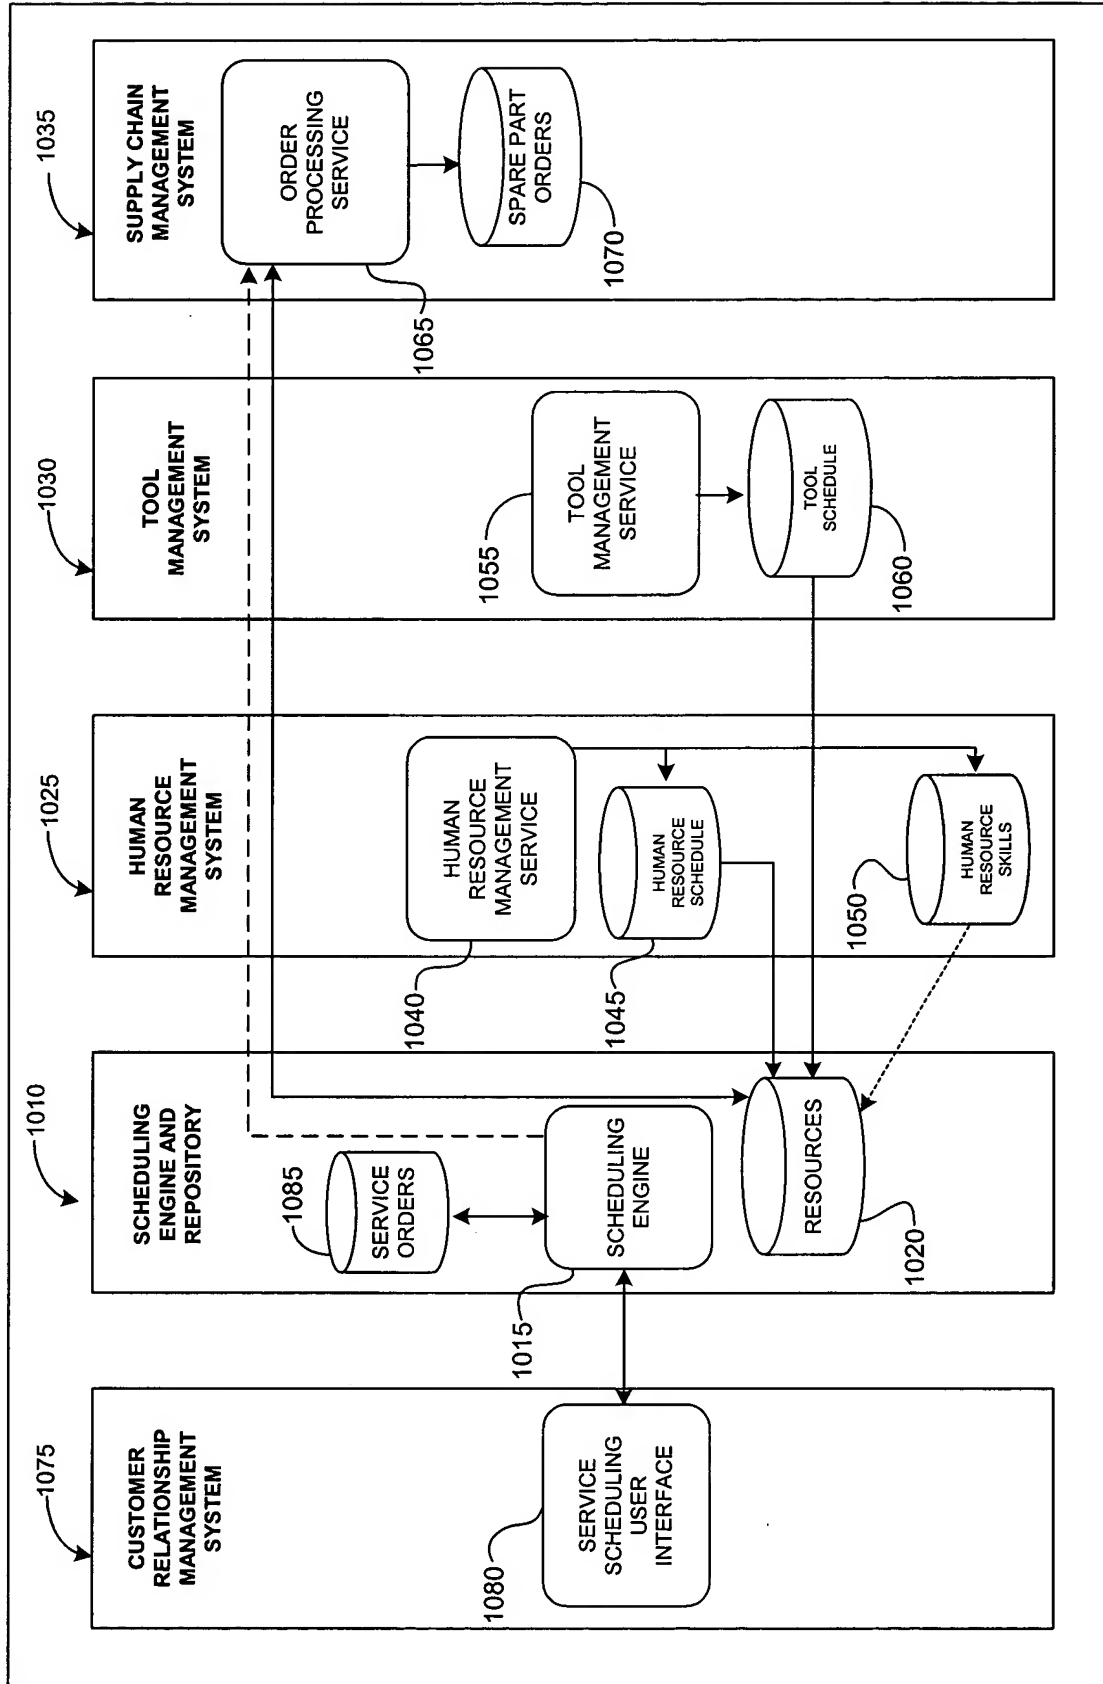 1075
CUSTOMER
RELATIONSHIP
MANAGEMENT
SYSTEM
1080
SERVICE
SCHEDULING
USER
INTERFACE
1010
SCHEDULING
ENGINE AND
REPOSITORY
1085
SERVICE
ORDERS
1015
SCHEDULING
ENGINE
RESOURCES
1020
1025
HUMAN
RESOURCE
MANAGEMENT
SYSTEM
1040
HUMAN
RESOURCE
MANAGEMENT
SERVICE
1045
HUMAN
RESOURCE
SCHEDULE
1050
HUMAN
RESOURCE
SKILLS
1030
TOOL
MANAGEMENT
SYSTEM
1055
TOOL
MANAGEMENT
SERVICE
TOOL
SCHEDULE
1060
1035
SUPPLY CHAIN
MANAGEMENT
SYSTEM
ORDER
PROCESSING
SERVICE
1065
SPARE PART
ORDERS
1070